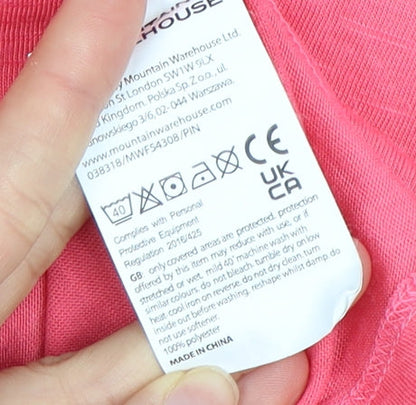 HOUSE
by Mountain Warehouse Ltd.
n St London SW1W 9LX
d Kingdom. Polska Sp. Z o.o., ul.
anowskiego 3/6, 02-044 Warszawa.
www.mountainwarehouse.com
038318/MWF54308/PIN
40
CE
UK
CA
Complies with Personal
Protective Equipment
Regulation 2016/425
GB only covered areas are protected. protection
offered by this item may reduce with use, or if
stretched or wet. mild 40° machine wash with
similar colours, do not bleach, tumble dry on low
heat cool iron on reverse. do not dry clean, turn
inside out before washing. reshape whilst damp do
not use softener.
100% polyester
MADE IN CHINA